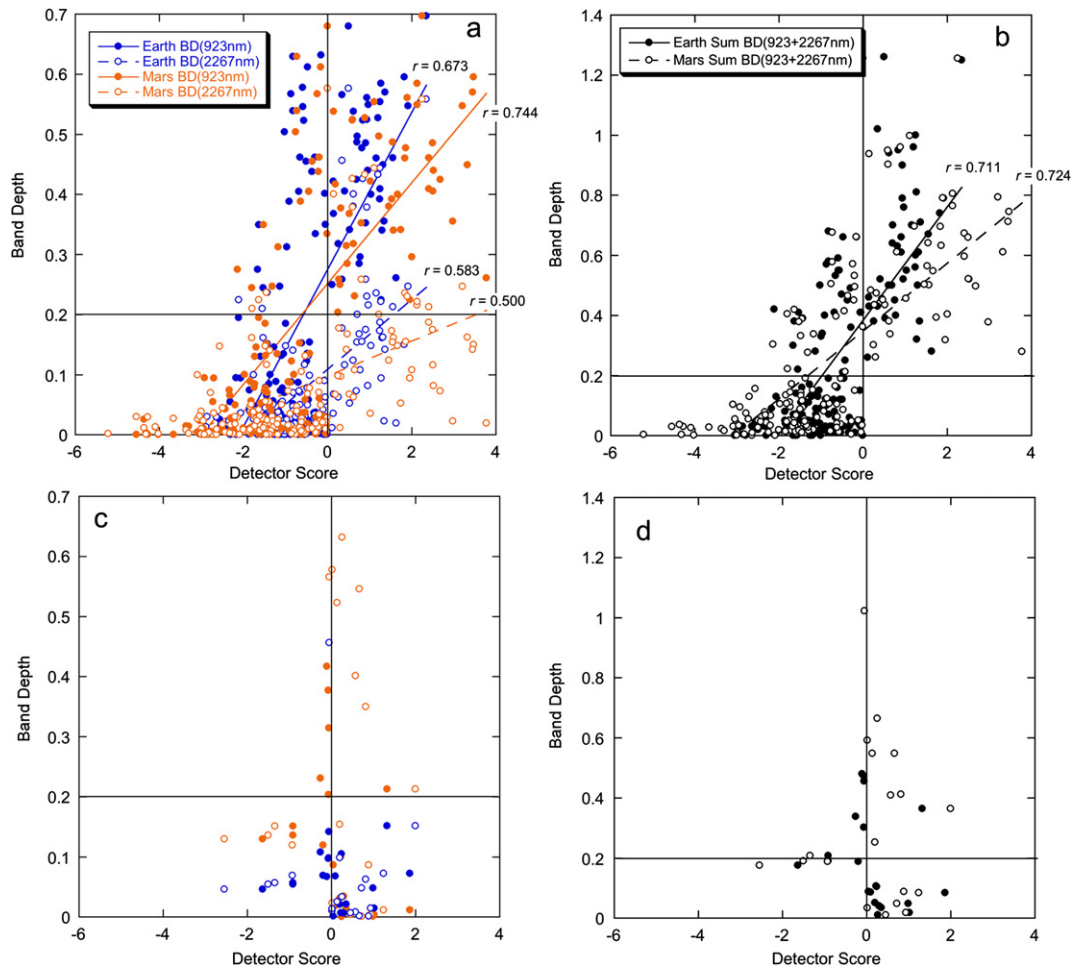 a
Earth BD(923nm)
Earth BD(2267nm)
Mars BD(923nm)
Mars BD(2267nm)
r = 0.673
r = 0.744
r = 0.583
r = 0.500
0.7
0.6
0.5
0.4
0.3
0.2
0.1
0
Band Depth
-6 -4 -2 0 2 4
Detector Score
b
Earth Sum BD(923+2267nm)
Mars Sum BD(923+2267nm)
r = 0.711
r = 0.724
1.4
1.2
1
0.8
0.6
0.4
0.2
0
Band Depth
-6 -4 -2 0 2 4
Detector Score
c
0.7
0.6
0.5
0.4
0.3
0.2
0.1
0
Band Depth
-6 -4 -2 0 2 4
Detector Score
d
1.4
1.2
1
0.8
0.6
0.4
0.2
0
Band Depth
-6 -4 -2 0 2 4
Detector Score